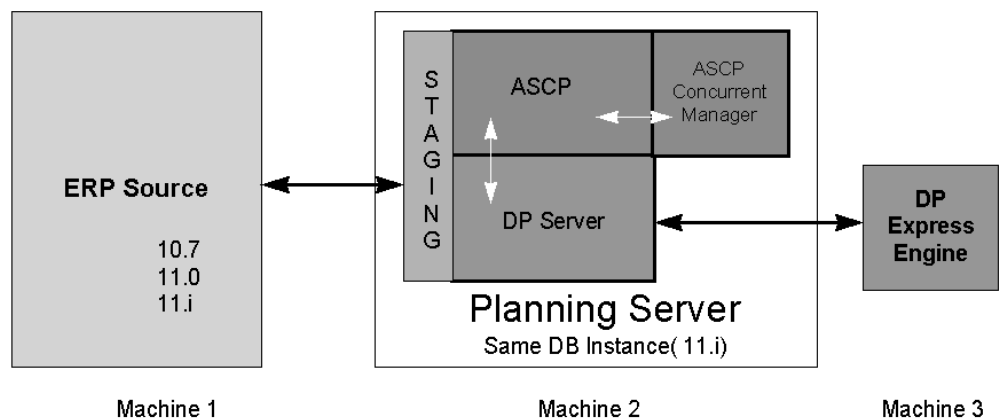 ERP Source
10.7
11.0
11.i
STAGING
ASCP
ASCP
Concurrent
Manager
DP Server
Planning Server
Same DB Instance( 11.i)
DP
Express
Engine
Machine 1
Machine 2
Machine 3